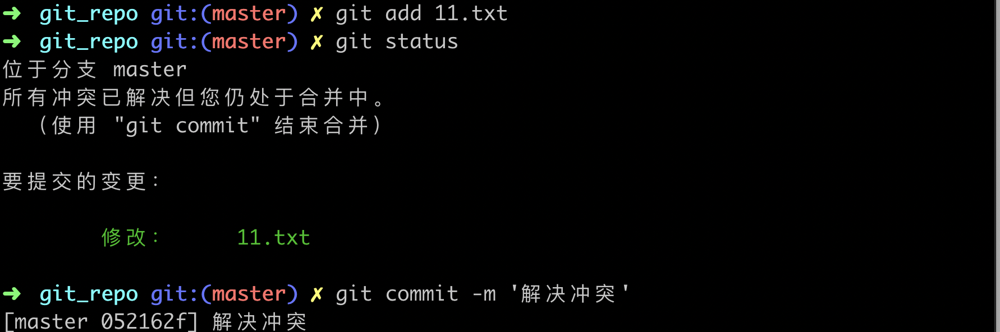 ➜ git_repo git:(master) ✗ git add 11.txt
➜ git_repo git:(master) ✗ git status
位于分支 master
所有冲突已解决但您仍处于合并中。
（使用 "git commit" 结束合并）
要提交的变更：
修改： 11.txt
➜ git_repo git:(master) ✗ git commit -m '解决冲突'
[master 052162f] 解决冲突